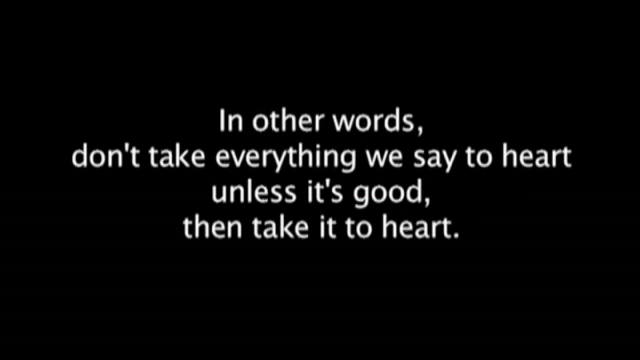 In other words,
don't take everything we say to heart
unless it's good,
then take it to heart.